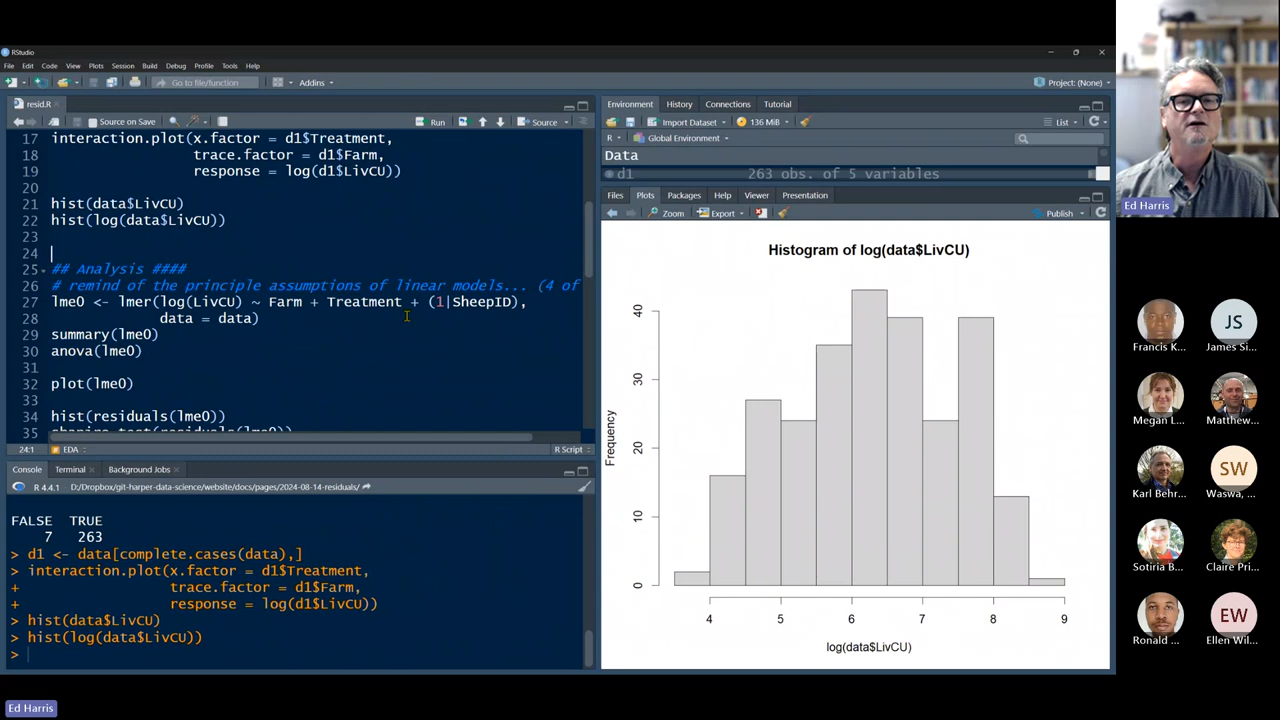 RStudio
File Edit Code View Plots Session Build Debug Profile Tools Help
Go to file/function Addins Project: (None)
resid.R
Source on Save Run Source
17 interaction.plot(x.factor = d1$Treatment,
18 trace.factor = d1$Farm,
19 response = log(d1$LivCU))
20
21 hist(data$LivCU)
22 hist(log(data$LivCU))
23
24
25 ## Analysis ####
26 # remind of the principle assumptions of linear models... (4 of
27 lme0 <- lmer(log(LivCU) ~ Farm + Treatment + (1|SheepID),
28 data = data)
29 summary(lme0)
30 anova(lme0)
31
32 plot(lme0)
33
34 hist(residuals(lme0))
35 shapiro.test(residuals(lme0))
24:1 EDA R Script
Console Terminal Background Jobs
R 4.4.1 D:/Dropbox/git-harper-data-science/website/docs/pages/2024-08-14-residuals/
FALSE TRUE
7 263
> d1 <- data[complete.cases(data),]
> interaction.plot(x.factor = d1$Treatment,
+ trace.factor = d1$Farm,
+ response = log(d1$LivCU))
> hist(data$LivCU)
> hist(log(data$LivCU))
>
Environment History Connections Tutorial
Import Dataset 136 MiB List
R Global Environment
Data
d1 263 obs. of 5 variables
Files Plots Packages Help Viewer Presentation
Zoom Export Publish
Histogram of log(data$LivCU)
Frequency
40
30
20
10
0
4 5 6 7 8 9
log(data$LivCU)
Ed Harris
Francis K...
JS
James Si...
Megan L...
Matthew...
Karl Behr...
SW
Waswa, ...
Sotiria B...
Claire Pri...
Ronald ...
EW
Ellen Wil...
Ed Harris